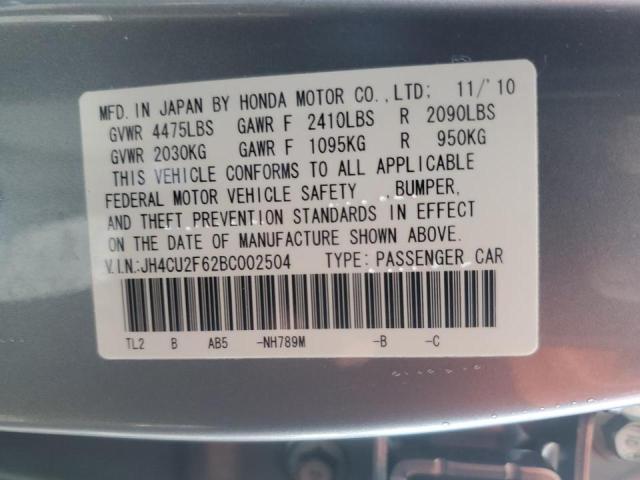 MFD. IN JAPAN BY HONDA MOTOR CO.,LTD: 11/'10
GVWR 4475LBS GAWR F 2410LBS R 2090LBS
GVWR 2030KG GAWR F 1095KG R 950KG
THIS VEHICLE CONFORMS TO ALL APPLICABLE
FEDERAL MOTOR VEHICLE SAFETY ,BUMPER,
AND THEFT PREVENTION STANDARDS IN EFFECT
ON THE DATE OF MANUFACTURE SHOWN ABOVE.
V.I.N.:JH4CU2F62BC002504 TYPE:PASSENGER CAR
TL2 B AB5 -NH789M -B -C